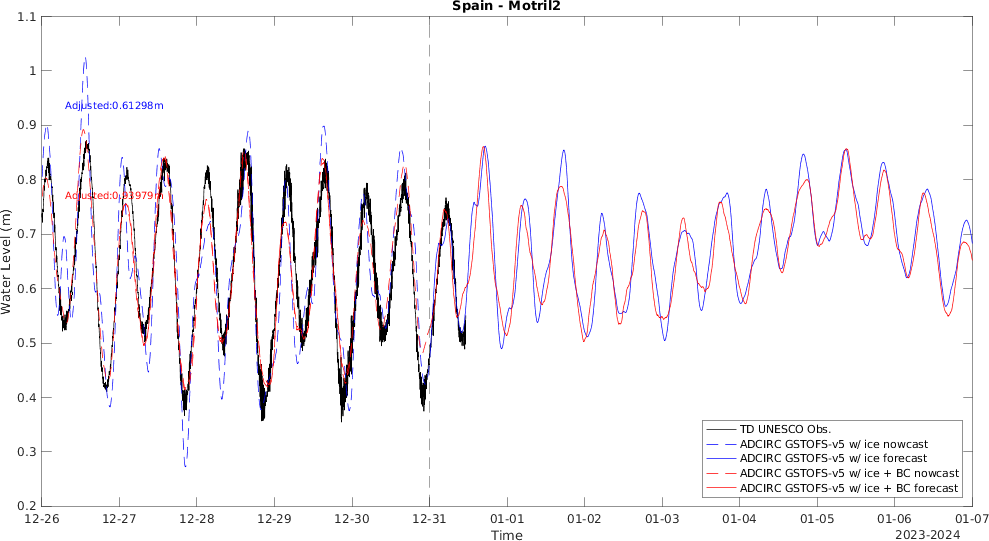 Spain - Motril2
1.1
1
0.9
0.8
0.7
0.6
0.5
0.4
0.3
0.2
Water Level (m)
Adjusted:0.61298m
Adjusted:0.93979m
TD UNESCO Obs.
ADCIRC GSTOFS-v5 w/ ice nowcast
ADCIRC GSTOFS-v5 w/ ice forecast
ADCIRC GSTOFS-v5 w/ ice + BC nowcast
ADCIRC GSTOFS-v5 w/ ice + BC forecast
12-26 12-27 12-28 12-29 12-30 12-31 01-01 01-02 01-03 01-04 01-05 01-06 01-07
Time
2023-2024